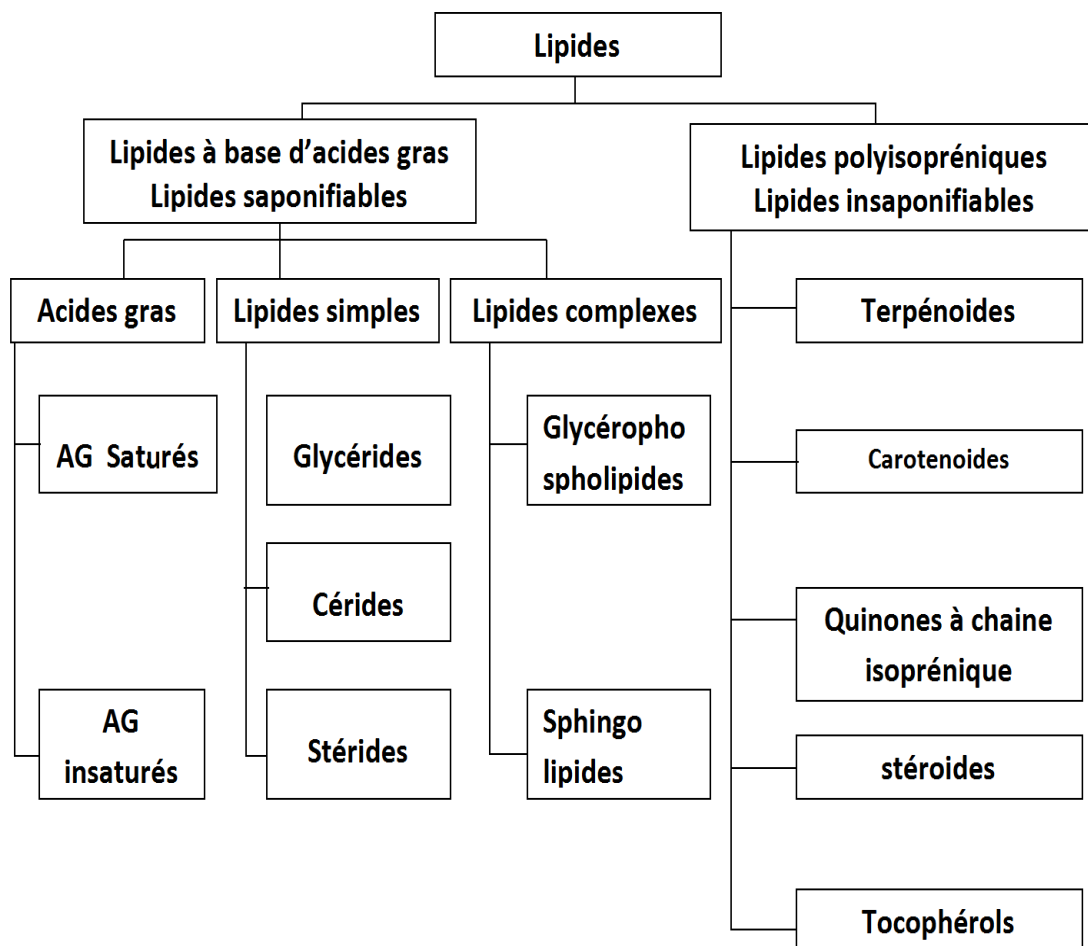 Lipides
Lipides à base d'acides gras
Lipides saponifiables
Lipides polyisopréniques
Lipides insaponifiables
Acides gras
Lipides simples
Lipides complexes
Terpénoides
AG Saturés
Glycérides
Glycéropho
spholipides
Carotenoides
Cérides
Quinones à chaine
isoprénique
AG
insaturés
Stérides
Sphingo
lipides
stéroides
Tocophérols